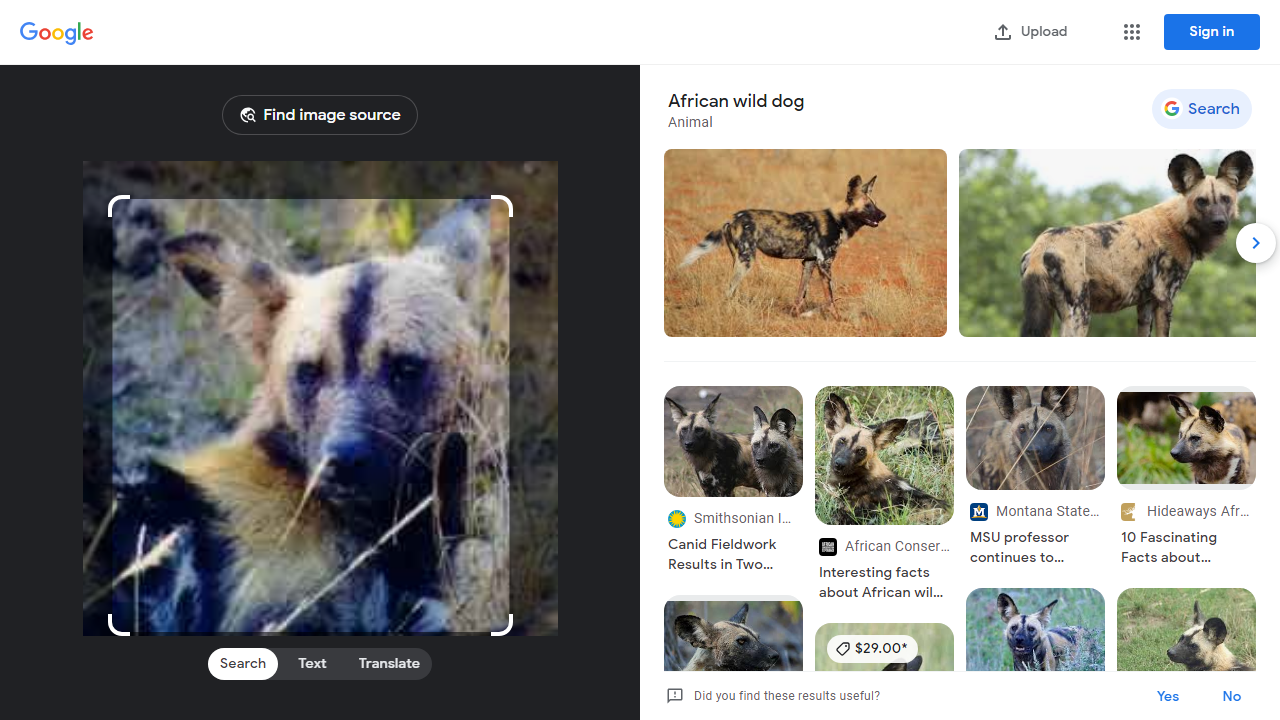 Google
Upload
Sign in
Find image source
Search
Text
Translate
African wild dog
Animal
Search
Smithsonian I...
Canid Fieldwork
Results in Two...
African Conser...
Interesting facts
about African wil...
Montana State...
MSU professor
continues to...
Hideaways Afr...
10 Fascinating
Facts about...
$29.00*
Did you find these results useful?
Yes
No